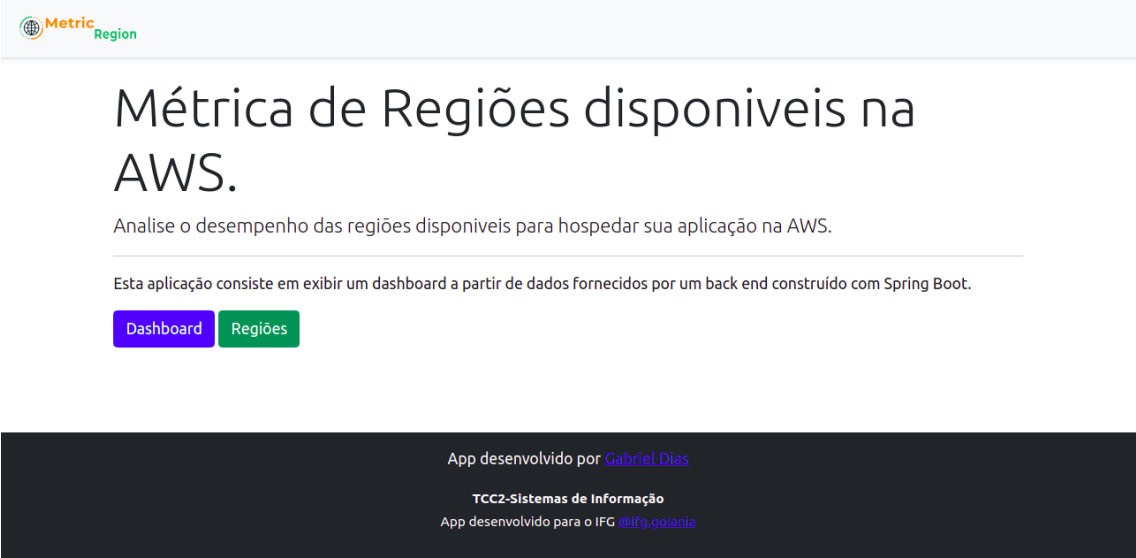 Metric
Region
Métrica de Regiões disponiveis na
AWS.
Analise o desempenho das regiões disponiveis para hospedar sua aplicação na AWS.
Esta aplicação consiste em exibir um dashboard a partir de dados fornecidos por um back end construído com Spring Boot.
Dashboard Regiões
App desenvolvido por Gabriel Dias
TCC2-Sistemas de Informação
App desenvolvido para o IFG @ifg.goiania